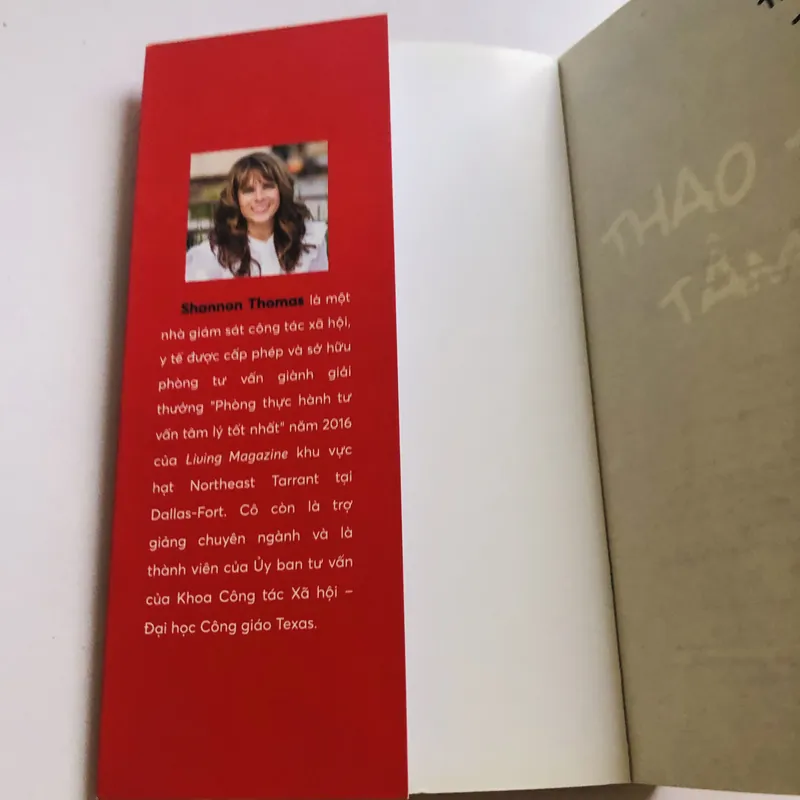 Shannon Thomas là một
nhà giám sát công tác xã hội,
y tế được cấp phép và sở hữu
phòng tư vấn giành giải
thưởng "Phòng thực hành tư
vấn tâm lý tốt nhất" năm 2016
của Living Magazine khu vực
hạt Northeast Tarrant tại
Dallas-Fort. Cô còn là trợ
giảng chuyên ngành và là
thành viên của Ủy ban tư vấn
của Khoa Công tác Xã hội –
Đại học Công giáo Texas.
THAO